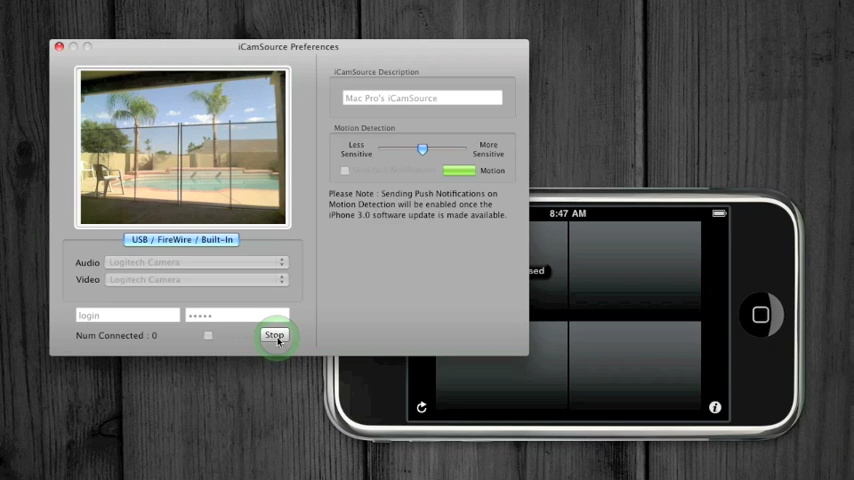 iCamSource Preferences
iCamSource Description
Mac Pro's iCamSource
Motion Detection
Less Sensitive
More Sensitive
Motion
Please Note : Sending Push Notifications on
Motion Detection will be enabled once the
iPhone 3.0 software update is made available.
USB / FireWire / Built-In
Audio Logitech Camera
Video Logitech Camera
login •••••
Num Connected : 0
Stop
8:47 AM
sed